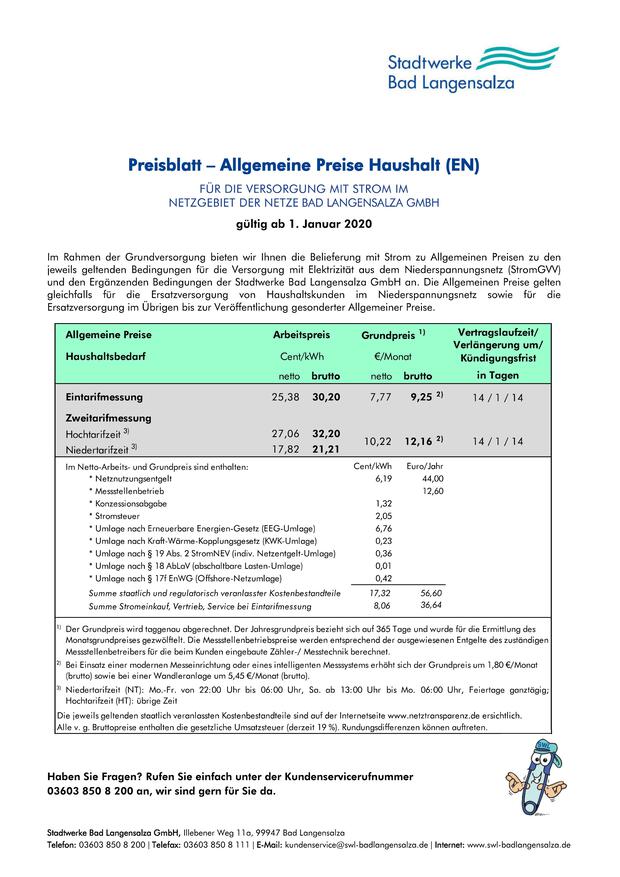 Stadtwerke
Bad Langensalza
Preisblatt – Allgemeine Preise Haushalt (EN)
FÜR DIE VERSORGUNG MIT STROM IM
NETZGEBIET DER NETZE BAD LANGENSALZA GMBH
gültig ab 1. Januar 2020
Im Rahmen der Grundversorgung bieten wir Ihnen die Belieferung mit Strom zu Allgemeinen Preisen zu den
jeweils geltenden Bedingungen für die Versorgung mit Elektrizität aus dem Niederspannungsnetz (StromGVV)
und den Ergänzenden Bedingungen der Stadtwerke Bad Langensalza GmbH an. Die Allgemeinen Preise gelten
gleichfalls für die Ersatzversorgung von Haushaltskunden im Niederspannungsnetz sowie für die
Ersatzversorgung im Übrigen bis zur Veröffentlichung gesonderter Allgemeiner Preise.
Allgemeine Preise Arbeitspreis Grundpreis 1) Vertragslaufzeit/
Verlängerung um/
Haushaltsbedarf Cent/kWh €/Monat Kündigungsfrist
netto brutto netto brutto in Tagen
Eintarifmessung 25,38 30,20 7,77 9,25 2) 14 / 1 / 14
Zweitarifmessung
Hochtarifzeit 3) 27,06 32,20
10,22 12,16 2) 14 / 1 / 14
Niedertarifzeit 3) 17,82 21,21
Im Netto-Arbeits- und Grundpreis sind enthalten: Cent/kWh Euro/Jahr
* Netznutzungsentgelt 6,19 44,00
* Messstellenbetrieb 12,60
* Konzessionsabgabe 1,32
* Stromsteuer 2,05
* Umlage nach Erneuerbare Energien-Gesetz (EEG-Umlage) 6,76
* Umlage nach Kraft-Wärme-Kopplungsgesetz (KWK-Umlage) 0,23
* Umlage nach § 19 Abs. 2 StromNEV (indiv. Netzentgelt-Umlage) 0,36
* Umlage nach § 18 AbLaV (abschaltbare Lasten-Umlage) 0,01
* Umlage nach § 17f EnWG (Offshore-Netzumlage) 0,42
Summe staatlich und regulatorisch veranlasster Kostenbestandteile 17,32 56,60
Summe Stromeinkauf, Vertrieb, Service bei Eintarifmessung 8,06 36,64
1) Der Grundpreis wird taggenau abgerechnet. Der Jahresgrundpreis bezieht sich auf 365 Tage und wurde für die Ermittlung des
Monatsgrundpreises gezwölftelt. Die Messstellenbetriebspreise werden entsprechend der ausgewiesenen Entgelte des zuständigen
Messstellenbetreibers für die beim Kunden eingebaute Zähler-/ Messtechnik berechnet.
2) Bei Einsatz einer modernen Messeinrichtung oder eines intelligenten Messsystems erhöht sich der Grundpreis um 1,80 €/Monat
(brutto) sowie bei einer Wandleranlage um 5,45 €/Monat (brutto).
3) Niedertarifzeit (NT): Mo.-Fr. von 22:00 Uhr bis 06:00 Uhr, Sa. ab 13:00 Uhr bis Mo. 06:00 Uhr, Feiertage ganztägig;
Hochtarifzeit (HT): übrige Zeit
Die jeweils geltenden staatlich veranlassten Kostenbestandteile sind auf der Internetseite www.netztransparenz.de ersichtlich.
Alle v. g. Bruttopreise enthalten die gesetzliche Umsatzsteuer (derzeit 19 %). Rundungsdifferenzen können auftreten.
SWL
Haben Sie Fragen? Rufen Sie einfach unter der Kundenservicerufnummer
03603 850 8 200 an, wir sind gern für Sie da.
Stadtwerke Bad Langensalza GmbH, Illebener Weg 11a, 99947 Bad Langensalza
Telefon: 03603 850 8 200 | Telefax: 03603 850 8 111 | E-Mail: kundenservice@swl-badlangensalza.de | Internet: www.swl-badlangensalza.de